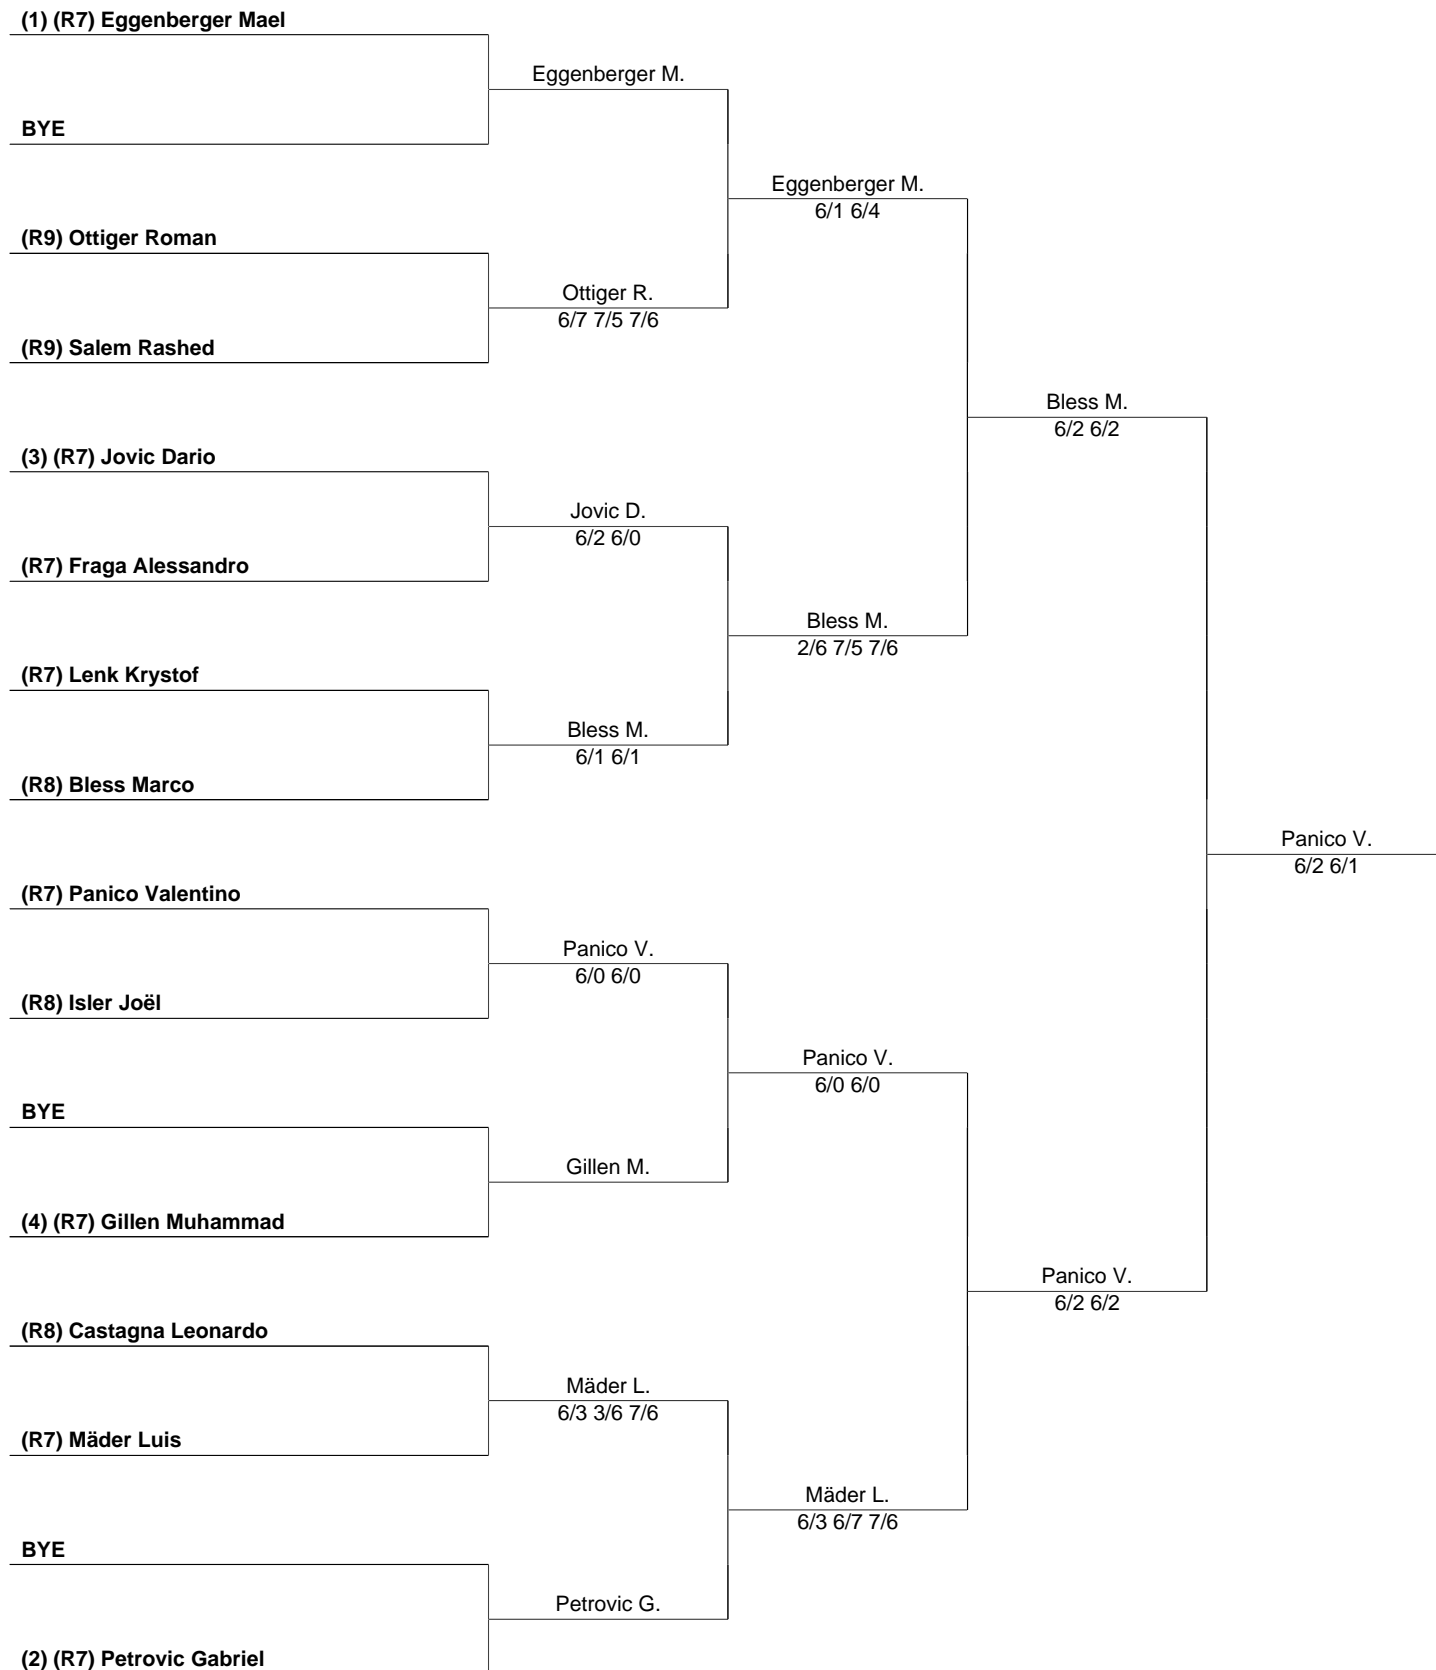 (1) (R7) Eggenberger Mael
Eggenberger M.
BYE
Eggenberger M.
6/1 6/4
(R9) Ottiger Roman
Ottiger R.
6/7 7/5 7/6
(R9) Salem Rashed
Bless M.
6/2 6/2
(3) (R7) Jovic Dario
Jovic D.
6/2 6/0
(R7) Fraga Alessandro
Bless M.
2/6 7/5 7/6
(R7) Lenk Krystof
Bless M.
6/1 6/1
(R8) Bless Marco
Panico V.
6/2 6/1
(R7) Panico Valentino
Panico V.
6/0 6/0
(R8) Isler Joël
Panico V.
6/0 6/0
BYE
Gillen M.
(4) (R7) Gillen Muhammad
Panico V.
6/2 6/2
(R8) Castagna Leonardo
Mäder L.
6/3 3/6 7/6
(R7) Mäder Luis
Mäder L.
6/3 6/7 7/6
BYE
Petrovic G.
(2) (R7) Petrovic Gabriel